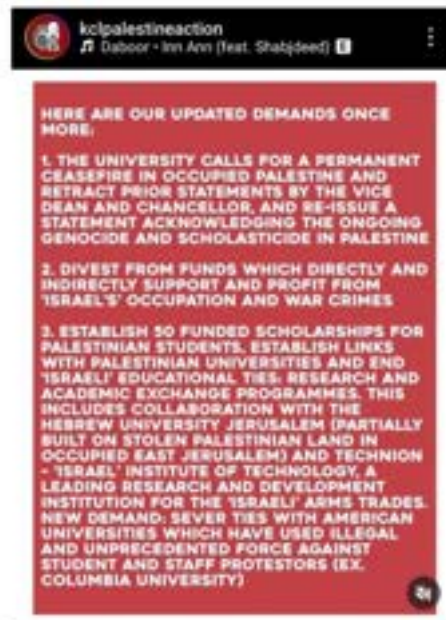 kclpalestineaction
Daboor • Inn Ann (feat. Shabjdeed) E
HERE ARE OUR UPDATED DEMANDS ONCE
MORE:
1. THE UNIVERSITY CALLS FOR A PERMANENT
CEASEFIRE IN OCCUPIED PALESTINE AND
RETRACT PRIOR STATEMENTS BY THE VICE
DEAN AND CHANCELLOR, AND RE-ISSUE A
STATEMENT ACKNOWLEDGING THE ONGOING
GENOCIDE AND SCHOLASTICIDE IN PALESTINE
2. DIVEST FROM FUNDS WHICH DIRECTLY AND
INDIRECTLY SUPPORT AND PROFIT FROM
'ISRAEL'S' OCCUPATION AND WAR CRIMES
3. ESTABLISH 50 FUNDED SCHOLARSHIPS FOR
PALESTINIAN STUDENTS. ESTABLISH LINKS
WITH PALESTINIAN UNIVERSITIES AND END
'ISRAELI' EDUCATIONAL TIES: RESEARCH AND
ACADEMIC EXCHANGE PROGRAMMES. THIS
INCLUDES COLLABORATION WITH THE
HEBREW UNIVERSITY JERUSALEM (PARTIALLY
BUILT ON STOLEN PALESTINIAN LAND IN
OCCUPIED EAST JERUSALEM) AND TECHNION
- 'ISRAEL' INSTITUTE OF TECHNOLOGY, A
LEADING RESEARCH AND DEVELOPMENT
INSTITUTION FOR THE 'ISRAELI' ARMS TRADES.
NEW DEMAND: SEVER TIES WITH AMERICAN
UNIVERSITIES WHICH HAVE USED ILLEGAL
AND UNPRECEDENTED FORCE AGAINST
STUDENT AND STAFF PROTESTORS (EX.
COLUMBIA UNIVERSITY)